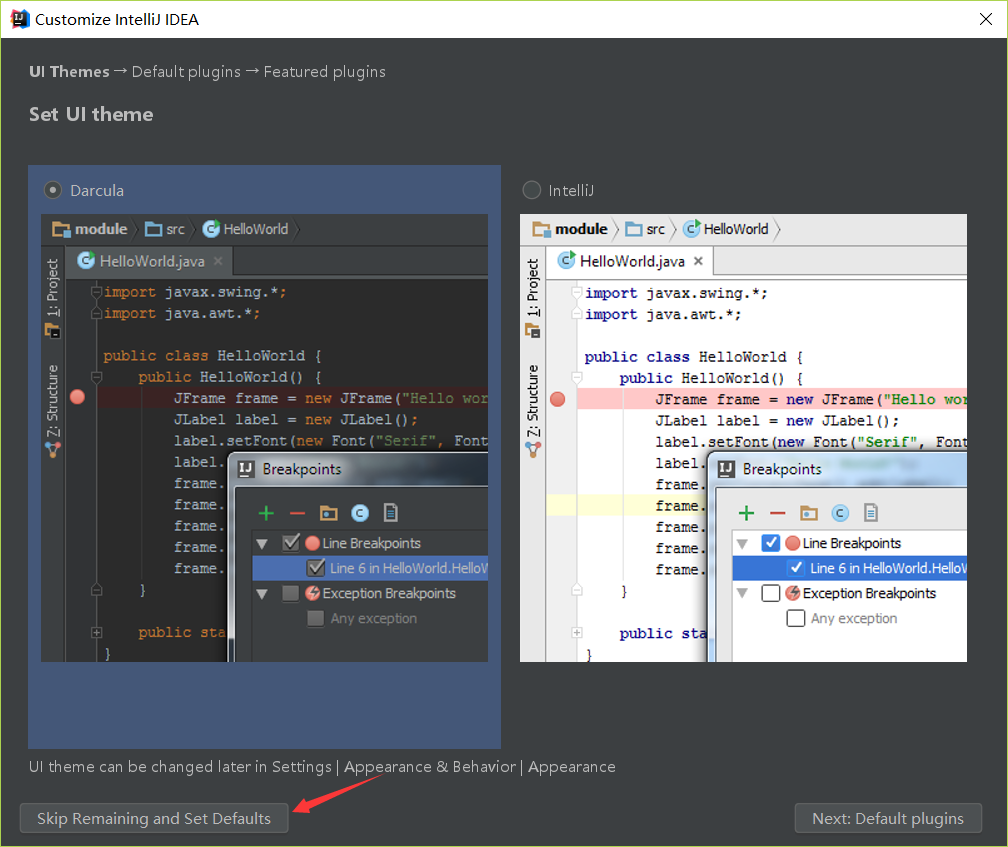 Customize IntelliJ IDEA
UI Themes → Default plugins → Featured plugins
Set UI theme
Darcula
module src HelloWorld
HelloWorld.java
1: Project
Z: Structure
import javax.swing.*;
import java.awt.*;
public class HelloWorld {
public HelloWorld() {
JFrame frame = new JFrame("Hello wor
JLabel label = new JLabel();
label.setFont(new Font("Serif", Font
label.
frame.
frame.
frame.
frame.
frame.
}
public sta
}
Breakpoints
Line Breakpoints
Line 6 in HelloWorld.HelloW
Exception Breakpoints
Any exception
IntelliJ
module src HelloWorld
HelloWorld.java
1: Project
Z: Structure
import javax.swing.*;
import java.awt.*;
public class HelloWorld {
public HelloWorld() {
JFrame frame = new JFrame("Hello wor
JLabel label = new JLabel();
label.setFont(new Font("Serif", Font
label.
frame.
frame.
frame.
frame.
frame.
}
public sta
}
Breakpoints
Line Breakpoints
Line 6 in HelloWorld.HelloW
Exception Breakpoints
Any exception
UI theme can be changed later in Settings | Appearance & Behavior | Appearance
Skip Remaining and Set Defaults
Next: Default plugins